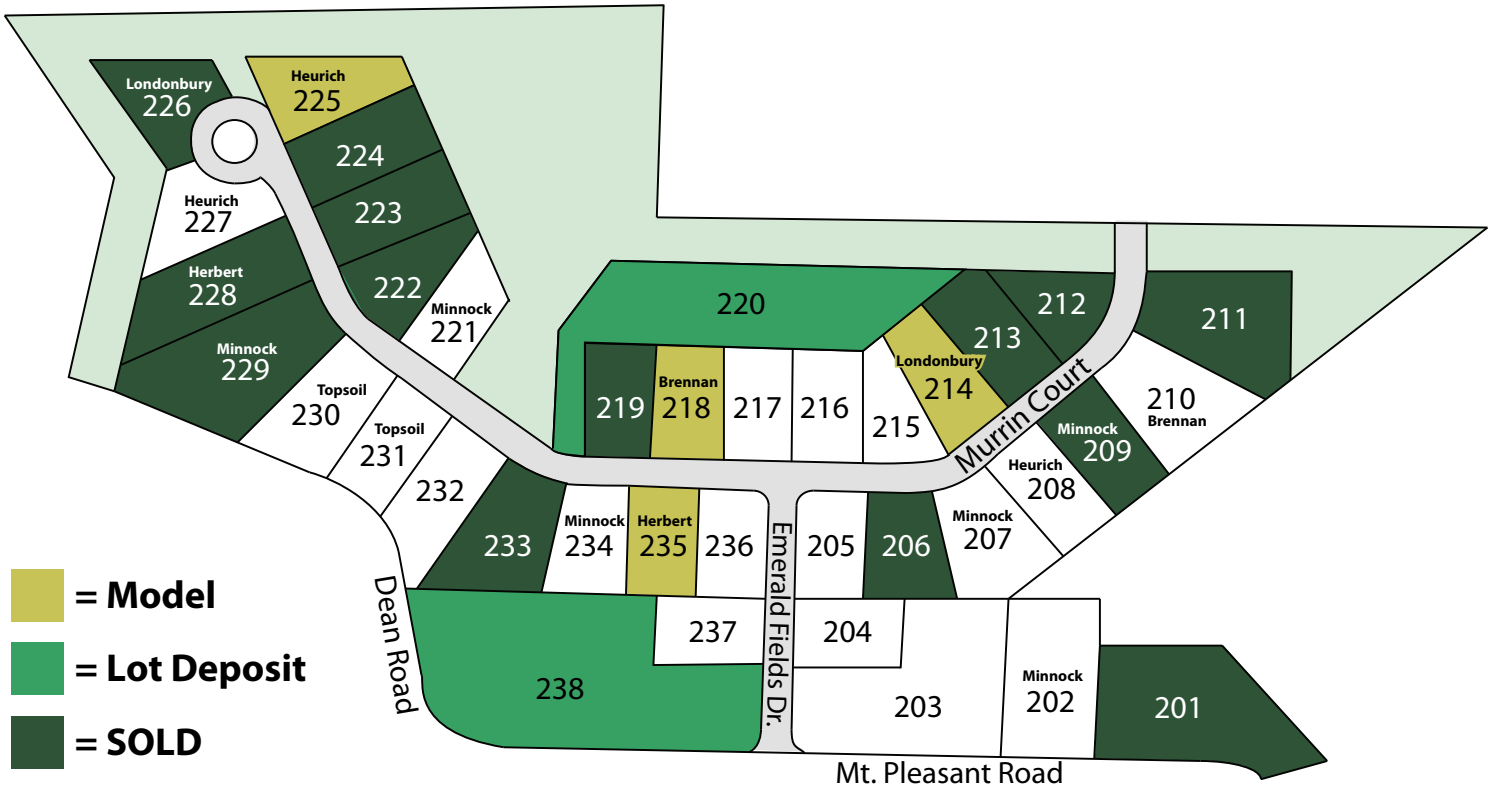 Londonbury
226
Heurich
225
224
223
Heurich
227
Herbert
228
222
Minnock
221
Minnock
229
Topsoil
230
Topsoil
231
232
220
219
Brennan
218
217
216
215
Londonbury
214
213
212
211
210
Brennan
Minnock
209
Heurich
208
Minnock
207
Murrin Court
233
Minnock
234
Herbert
235
236
Emerald Fields Dr.
205
206
237
204
238
203
Minnock
202
201
Dean Road
Mt. Pleasant Road
= Model
= Lot Deposit
= SOLD